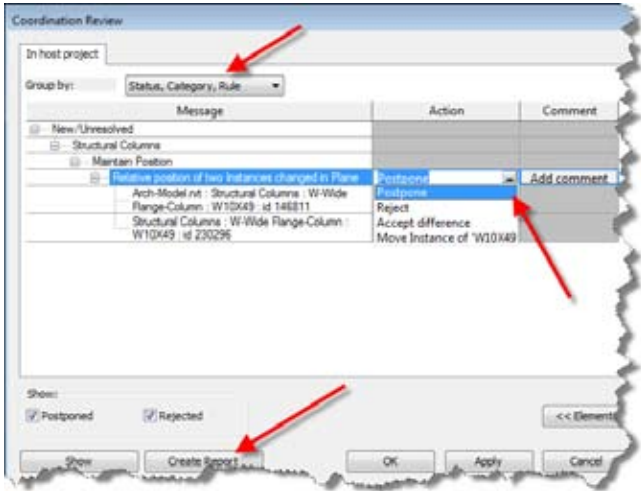 Coordination Review
In host project
Group by: Status, Category, Rule
Message Action Comment
New/Unresolved
Structural Columns
Maintain Position
Relative position of two Instances changed in Plane Postpone Add comment
Postpone
Arch-Model.rvt : Structural Columns : W-Wide
Flange-Column : W10X49 : id 146811
Reject
Structural Columns : W-Wide Flange-Column :
W10X49 : id 230296
Accept difference
Move Instance of 'W10X49
Show:
Postponed Rejected
<< Elements
Show Create Report OK Apply Cancel